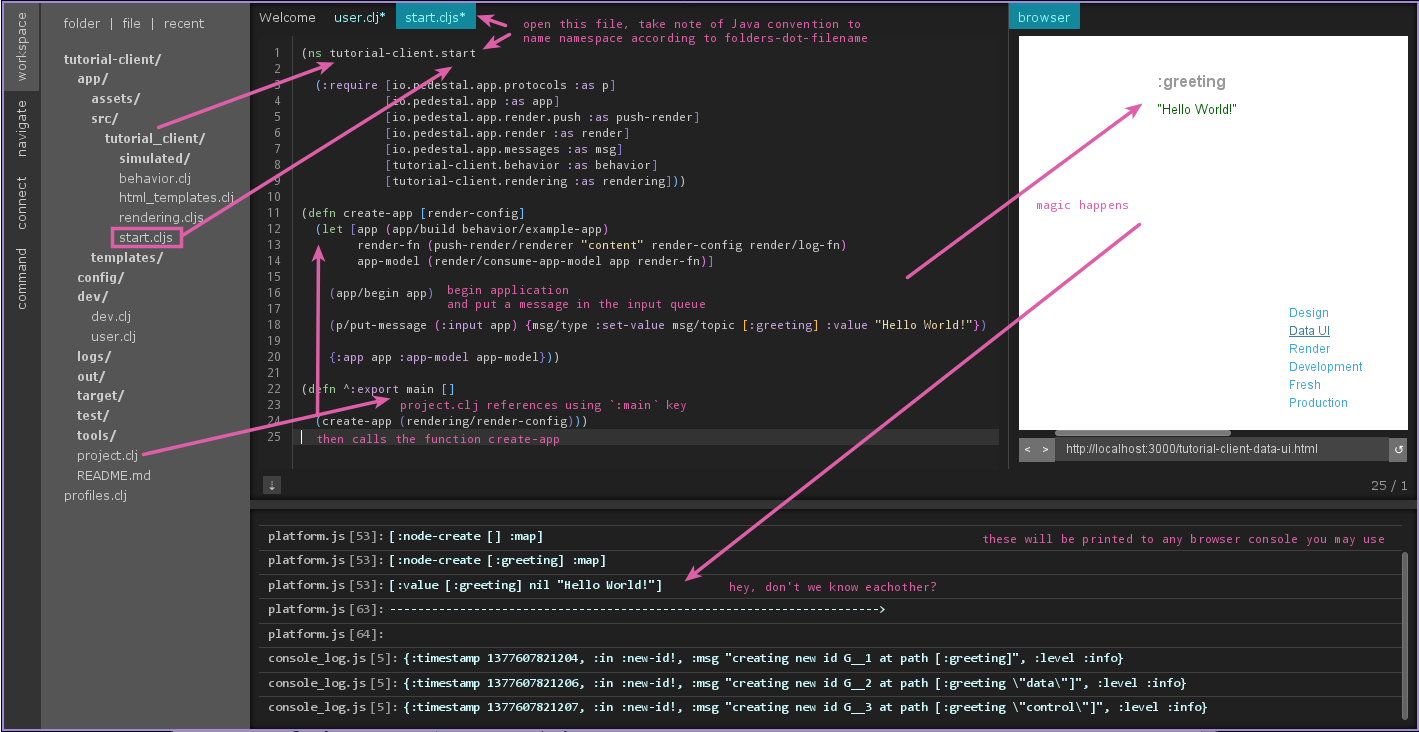 workspace
navigate
connect
command
folder | file | recent
tutorial-client/
app/
assets/
src/
tutorial_client/
simulated/
behavior.clj
html_templates.clj
rendering.cljs
start.cljs
templates/
config/
dev/
dev.clj
user.clj
logs/
out/
target/
test/
tools/
project.clj
README.md
profiles.clj
Welcome user.clj* start.cljs*
open this file, take note of Java convention to
name namespace according to folders-dot-filename
1 (ns tutorial-client.start
2
3 (:require [io.pedestal.app.protocols :as p]
4 [io.pedestal.app :as app]
5 [io.pedestal.app.render.push :as push-render]
6 [io.pedestal.app.render :as render]
7 [io.pedestal.app.messages :as msg]
8 [tutorial-client.behavior :as behavior]
9 [tutorial-client.rendering :as rendering]))
10
11 (defn create-app [render-config]
12 (let [app (app/build behavior/example-app)
13 render-fn (push-render/renderer "content" render-config render/log-fn)
14 app-model (render/consume-app-model app render-fn)]
15
16 (app/begin app) begin application
and put a message in the input queue
17
18 (p/put-message (:input app) {msg/type :set-value msg/topic [:greeting] :value "Hello World!"})
19
20 {:app app :app-model app-model}))
21
22 (defn ^:export main []
23 project.clj references using `:main` key
24 (create-app (rendering/render-config)))
25 then calls the function create-app
↓
25 / 1
browser
:greeting
"Hello World!"
magic happens
Design
Data UI
Render
Development
Fresh
Production
< > http://localhost:3000/tutorial-client-data-ui.html ↺
platform.js [53]: [:node-create [] :map]
these will be printed to any browser console you may use
platform.js [53]: [:node-create [:greeting] :map]
platform.js [53]: [:value [:greeting] nil "Hello World!"]
hey, don't we know eachother?
platform.js [63]: -------------------------------------------------------------------->
platform.js [64]:
console_log.js [5]: {:timestamp 1377607821204, :in :new-id!, :msg "creating new id G__1 at path [:greeting]", :level :info}
console_log.js [5]: {:timestamp 1377607821206, :in :new-id!, :msg "creating new id G__2 at path [:greeting \"data\"]", :level :info}
console_log.js [5]: {:timestamp 1377607821207, :in :new-id!, :msg "creating new id G__3 at path [:greeting \"control\"]", :level :info}